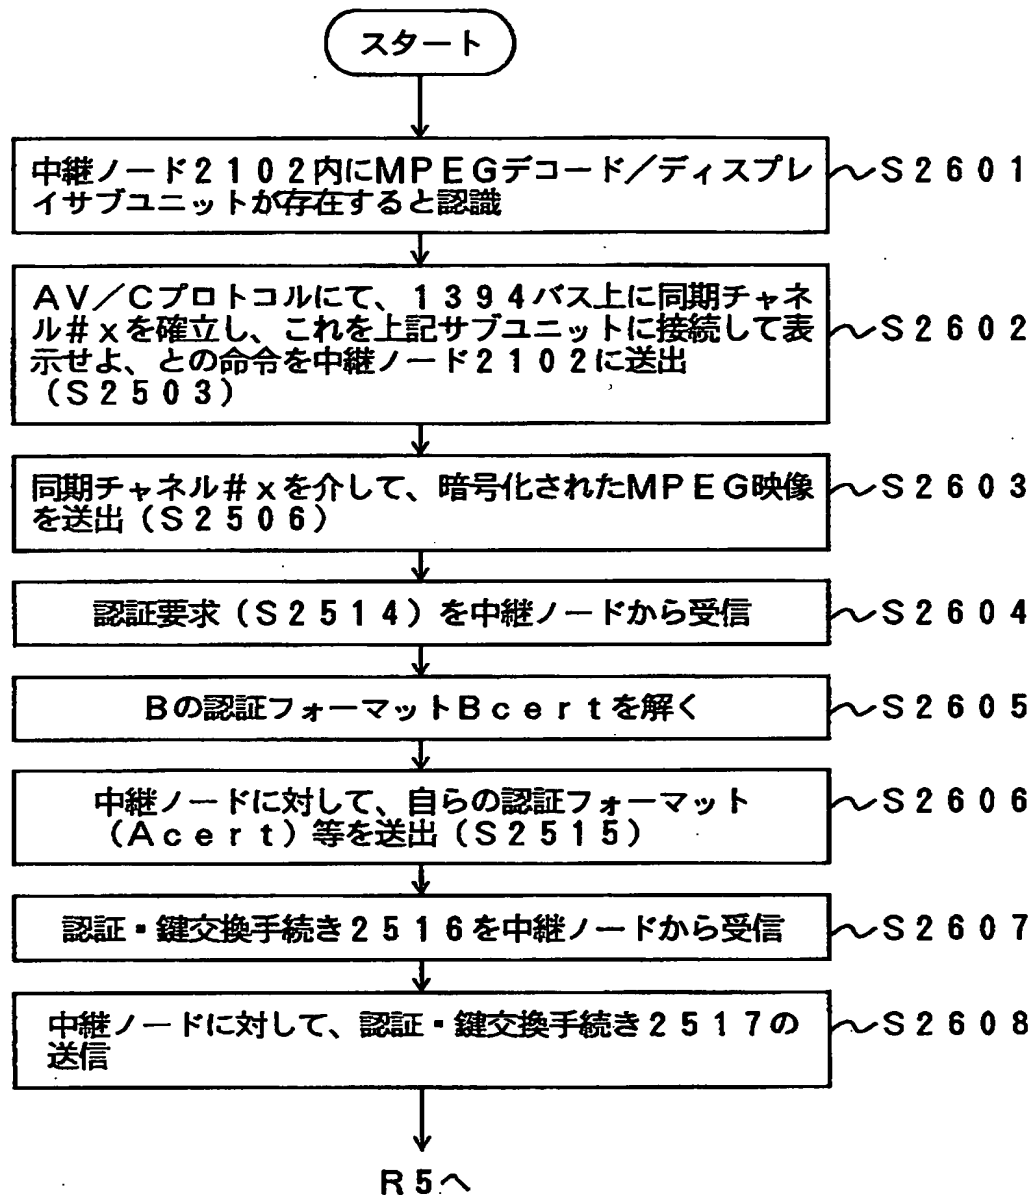 スタート
中継ノード2102内にMPEGデコード/ディスプレ
イサブユニットが存在すると認識
S2601
AV/Cプロトコルにて、1394バス上に同期チャネ
ル#xを確立し、これを上記サブユニットに接続して表
示せよ、との命令を中継ノード2102に送出
(S2503)
S2602
同期チャネル#xを介して、暗号化されたMPEG映像
を送出(S2506)
S2603
認証要求(S2514)を中継ノードから受信
S2604
Bの認証フォーマットBcertを解く
S2605
中継ノードに対して、自らの認証フォーマット
(Acert)等を送出(S2515)
S2606
認証・鍵交換手続き2516を中継ノードから受信
S2607
中継ノードに対して、認証・鍵交換手続き2517の
送信
S2608
R5へ